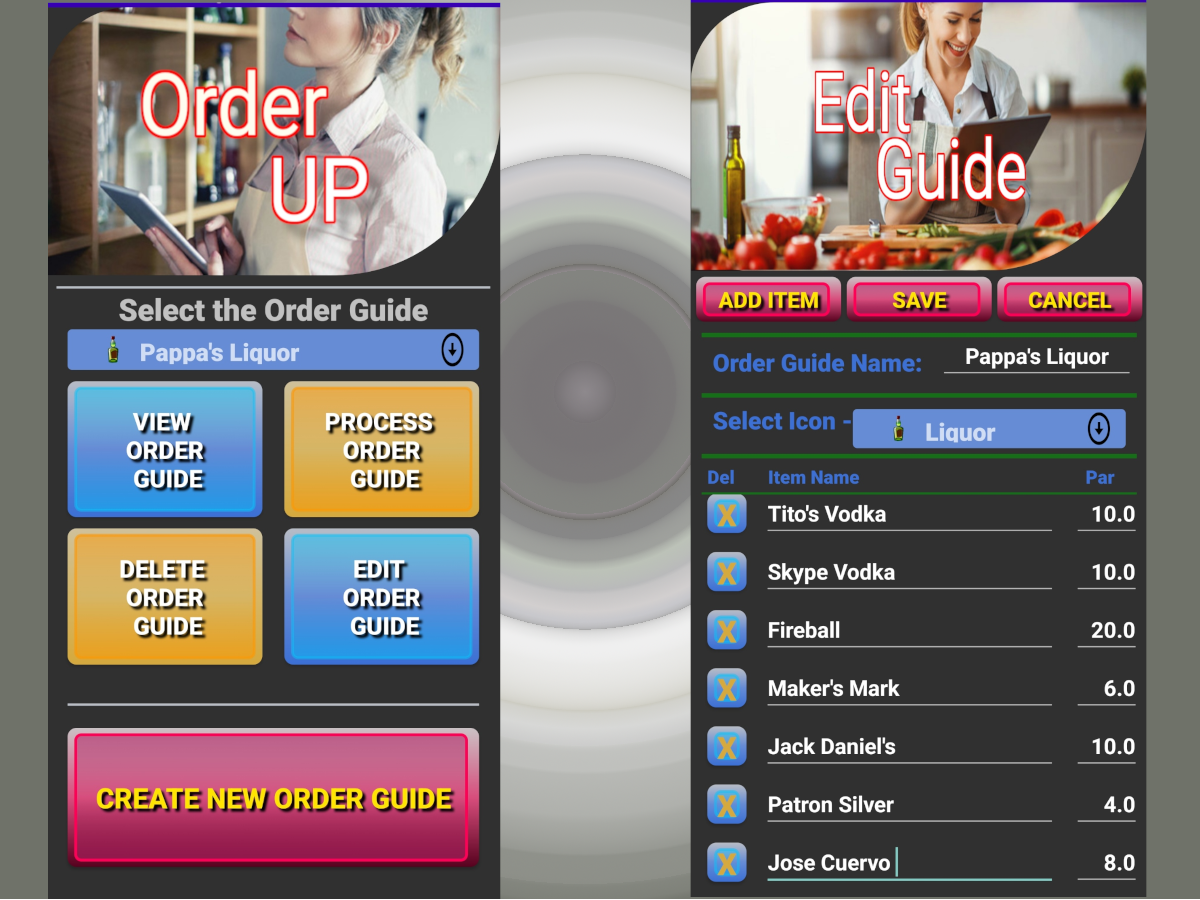 Order
UP
Select the Order Guide
Pappa's Liquor
VIEW
ORDER
GUIDE
PROCESS
ORDER
GUIDE
DELETE
ORDER
GUIDE
EDIT
ORDER
GUIDE
CREATE NEW ORDER GUIDE
Edit
Guide
ADD ITEM SAVE CANCEL
Order Guide Name: Pappa's Liquor
Select Icon - Liquor
Del Item Name Par
X Tito's Vodka 10.0
X Skype Vodka 10.0
X Fireball 20.0
X Maker's Mark 6.0
X Jack Daniel's 10.0
X Patron Silver 4.0
X Jose Cuervo 8.0